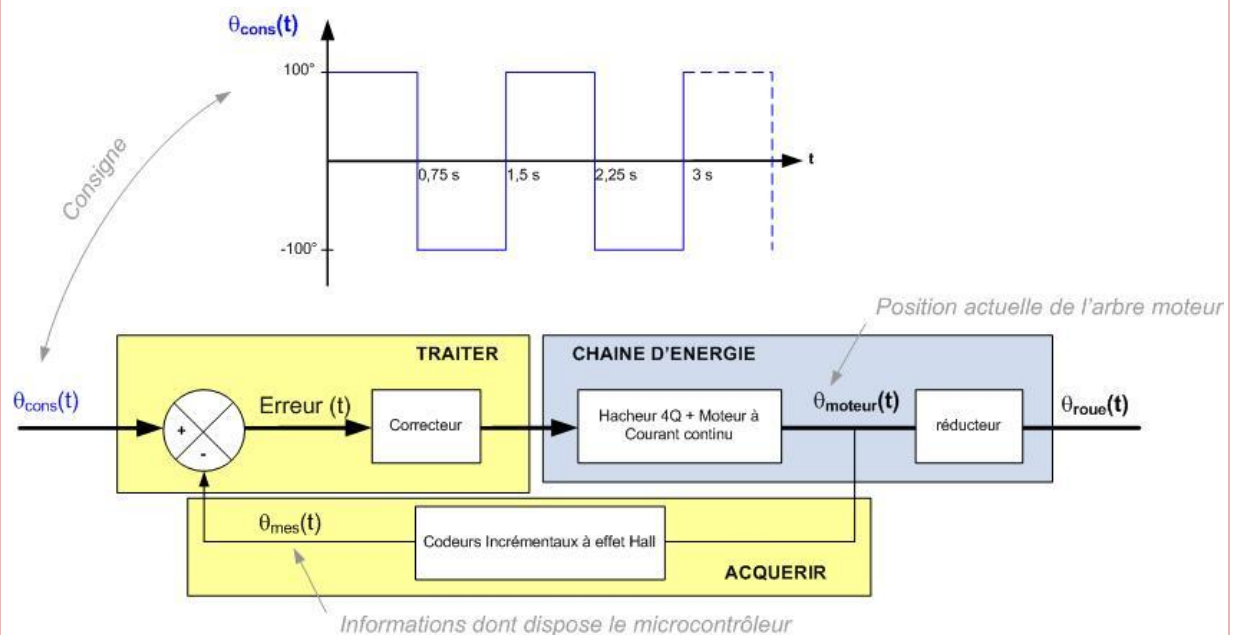 θcons(t)
100°
0,75 s
1,5 s
2,25 s
3 s
t
-100°
Consigne
Position actuelle de l'arbre moteur
TRAITER
CHAINE D'ENERGIE
θcons(t)
+
-
Erreur (t)
Correcteur
Hacheur 4Q + Moteur à
Courant continu
θmoteur(t)
réducteur
θroue(t)
θmes(t)
Codeurs Incrémentaux à effet Hall
ACQUERIR
Informations dont dispose le microcontrôleur